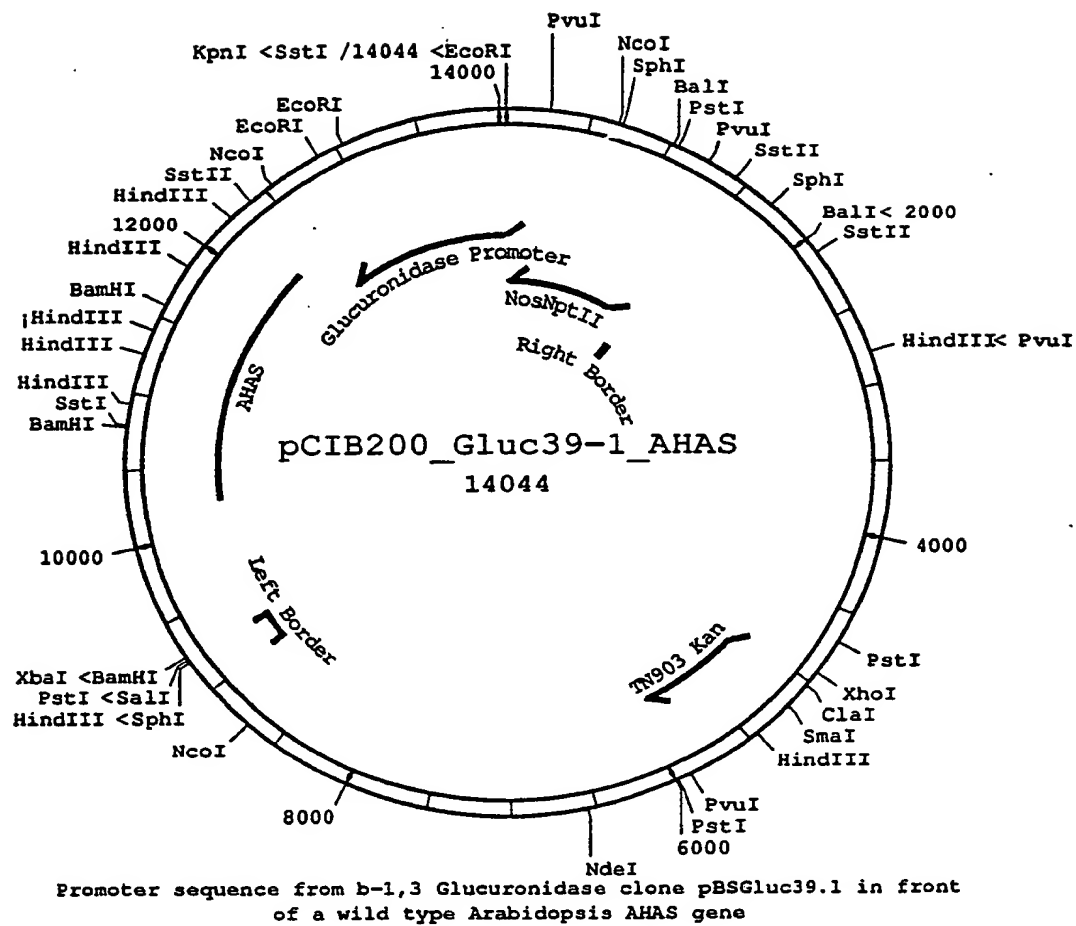 PvuI
KpnI <SstI /14044 <EcoRI
14000
NcoI
SphI
BalI
PstI
PvuI
SstII
SphI
BalI< 2000
SstII
HindIII< PvuI
4000
PstI
XhoI
ClaI
SmaI
HindIII
PvuI
PstI
6000
NdeI
8000
NcoI
HindIII <SphI
PstI <SalI
XbaI <BamHI
10000
BamHI
SstI
HindIII
HindIII
¡HindIII
BamHI
HindIII
12000
HindIII
SstII
NcoI
EcoRI
EcoRI
Glucuronidase Promoter
NosNptII
Right Border
AHAS
pCIB200_Gluc39-1_AHAS
14044
Left Border
TN903 Kan
Promoter sequence from b-1,3 Glucuronidase clone pBSGluc39.1 in front
of a wild type Arabidopsis AHAS gene